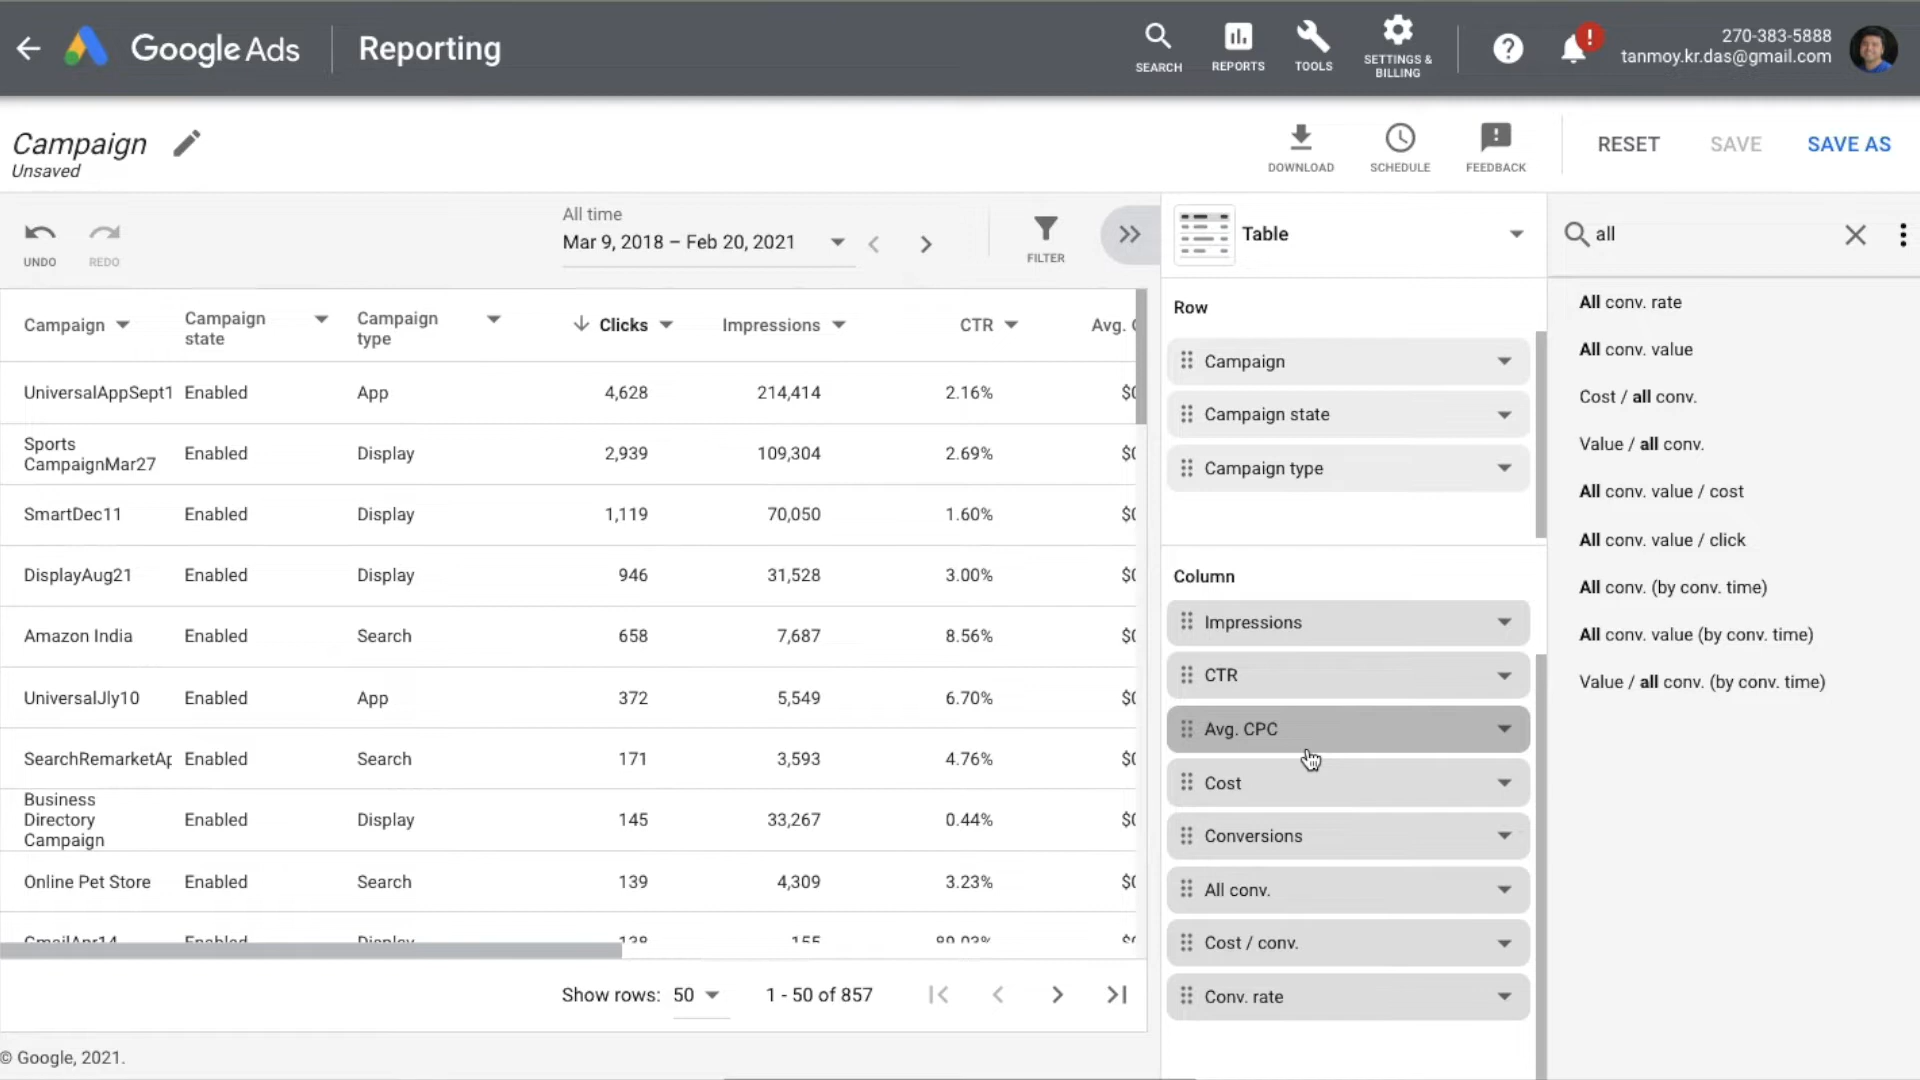 Google Ads
Reporting
SEARCH
REPORTS
TOOLS
SETTINGS &
BILLING
270-383-5888
tanmoy.kr.das@gmail.com
Campaign
Unsaved
DOWNLOAD
SCHEDULE
FEEDBACK
RESET
SAVE
SAVE AS
UNDO
REDO
All time
Mar 9, 2018 – Feb 20, 2021
FILTER
Table
all
Campaign
Campaign
state
Campaign
type
Clicks
Impressions
CTR
Avg.
UniversalAppSept1 Enabled App 4,628 214,414 2.16%
Sports
CampaignMar27 Enabled Display 2,939 109,304 2.69%
SmartDec11 Enabled Display 1,119 70,050 1.60%
DisplayAug21 Enabled Display 946 31,528 3.00%
Amazon India Enabled Search 658 7,687 8.56%
UniversalJly10 Enabled App 372 5,549 6.70%
SearchRemarketAp Enabled Search 171 3,593 4.76%
Business
Directory
Campaign Enabled Display 145 33,267 0.44%
Online Pet Store Enabled Search 139 4,309 3.23%
GmailApr14 Enabled Display 138 155 89.03%
Show rows: 50
1 - 50 of 857
© Google, 2021.
Row
Campaign
Campaign state
Campaign type
Column
Impressions
CTR
Avg. CPC
Cost
Conversions
All conv.
Cost / conv.
Conv. rate
All conv. rate
All conv. value
Cost / all conv.
Value / all conv.
All conv. value / cost
All conv. value / click
All conv. (by conv. time)
All conv. value (by conv. time)
Value / all conv. (by conv. time)